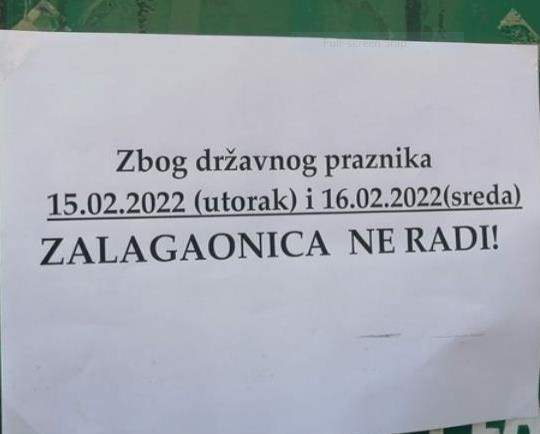 Zbog državnog praznika
15.02.2022 (utorak) i 16.02.2022(sreda)
ZALAGAONICA NE RADI!